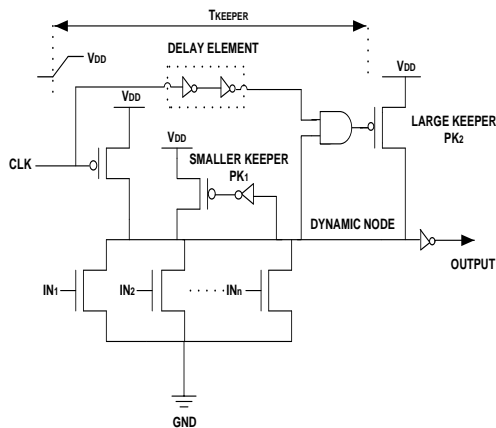 TKEEPER
VDD
DELAY ELEMENT
VDD
VDD
LARGE KEEPER
PK2
VDD
SMALLER KEEPER
PK1
CLK
DYNAMIC NODE
OUTPUT
IN1
IN2
INn
GND